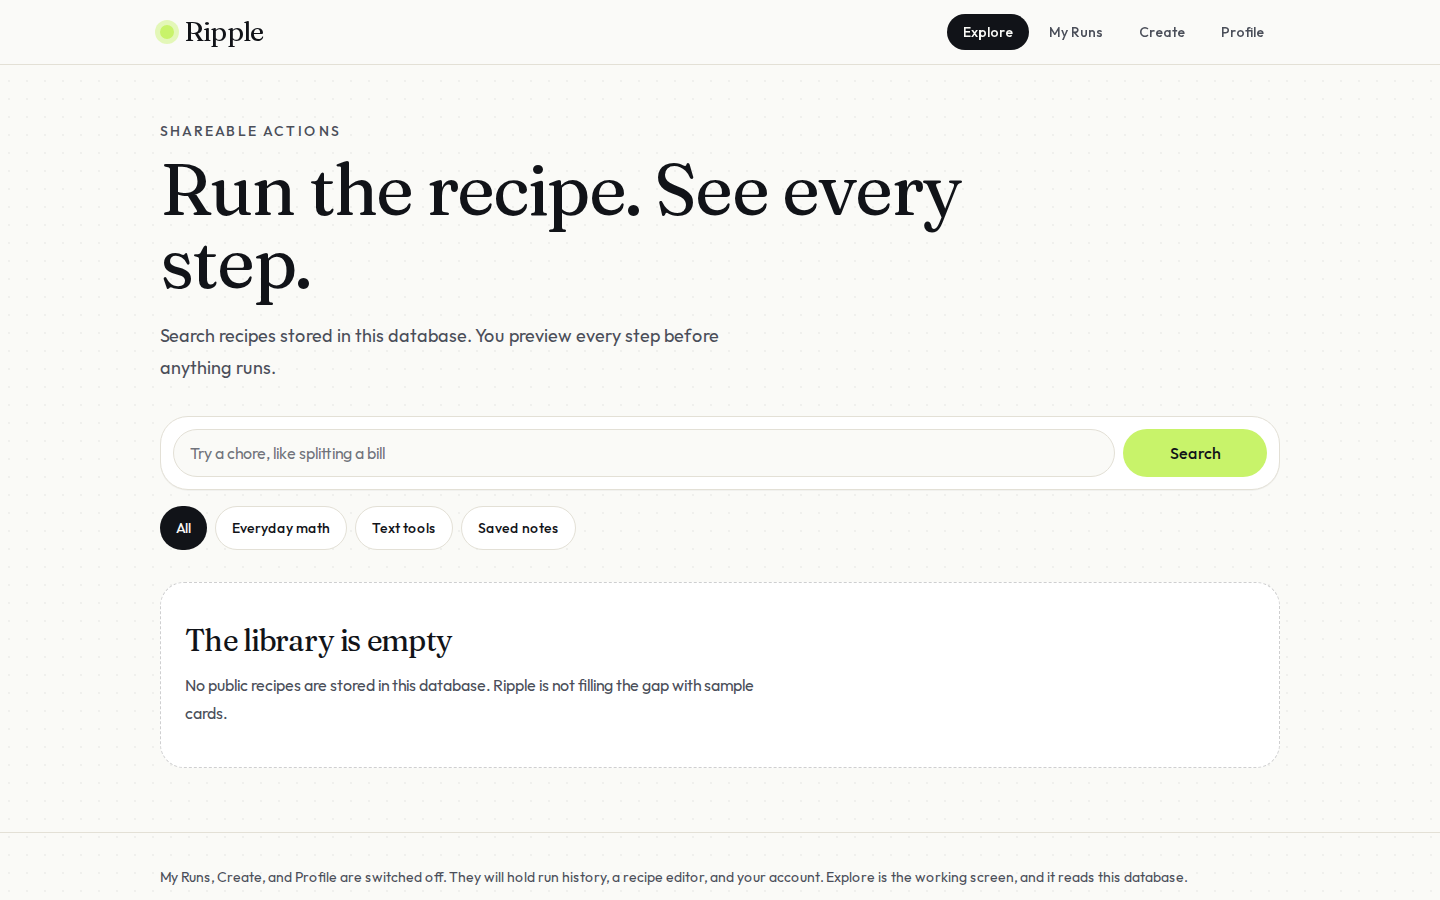 Ripple
Explore
My Runs
Create
Profile
SHAREABLE ACTIONS
Run the recipe. See every
step.
Search recipes stored in this database. You preview every step before
anything runs.
Try a chore, like splitting a bill
Search
All
Everyday math
Text tools
Saved notes
The library is empty
No public recipes are stored in this database. Ripple is not filling the gap with sample
cards.
My Runs, Create, and Profile are switched off. They will hold run history, a recipe editor, and your account. Explore is the working screen, and it reads this database.